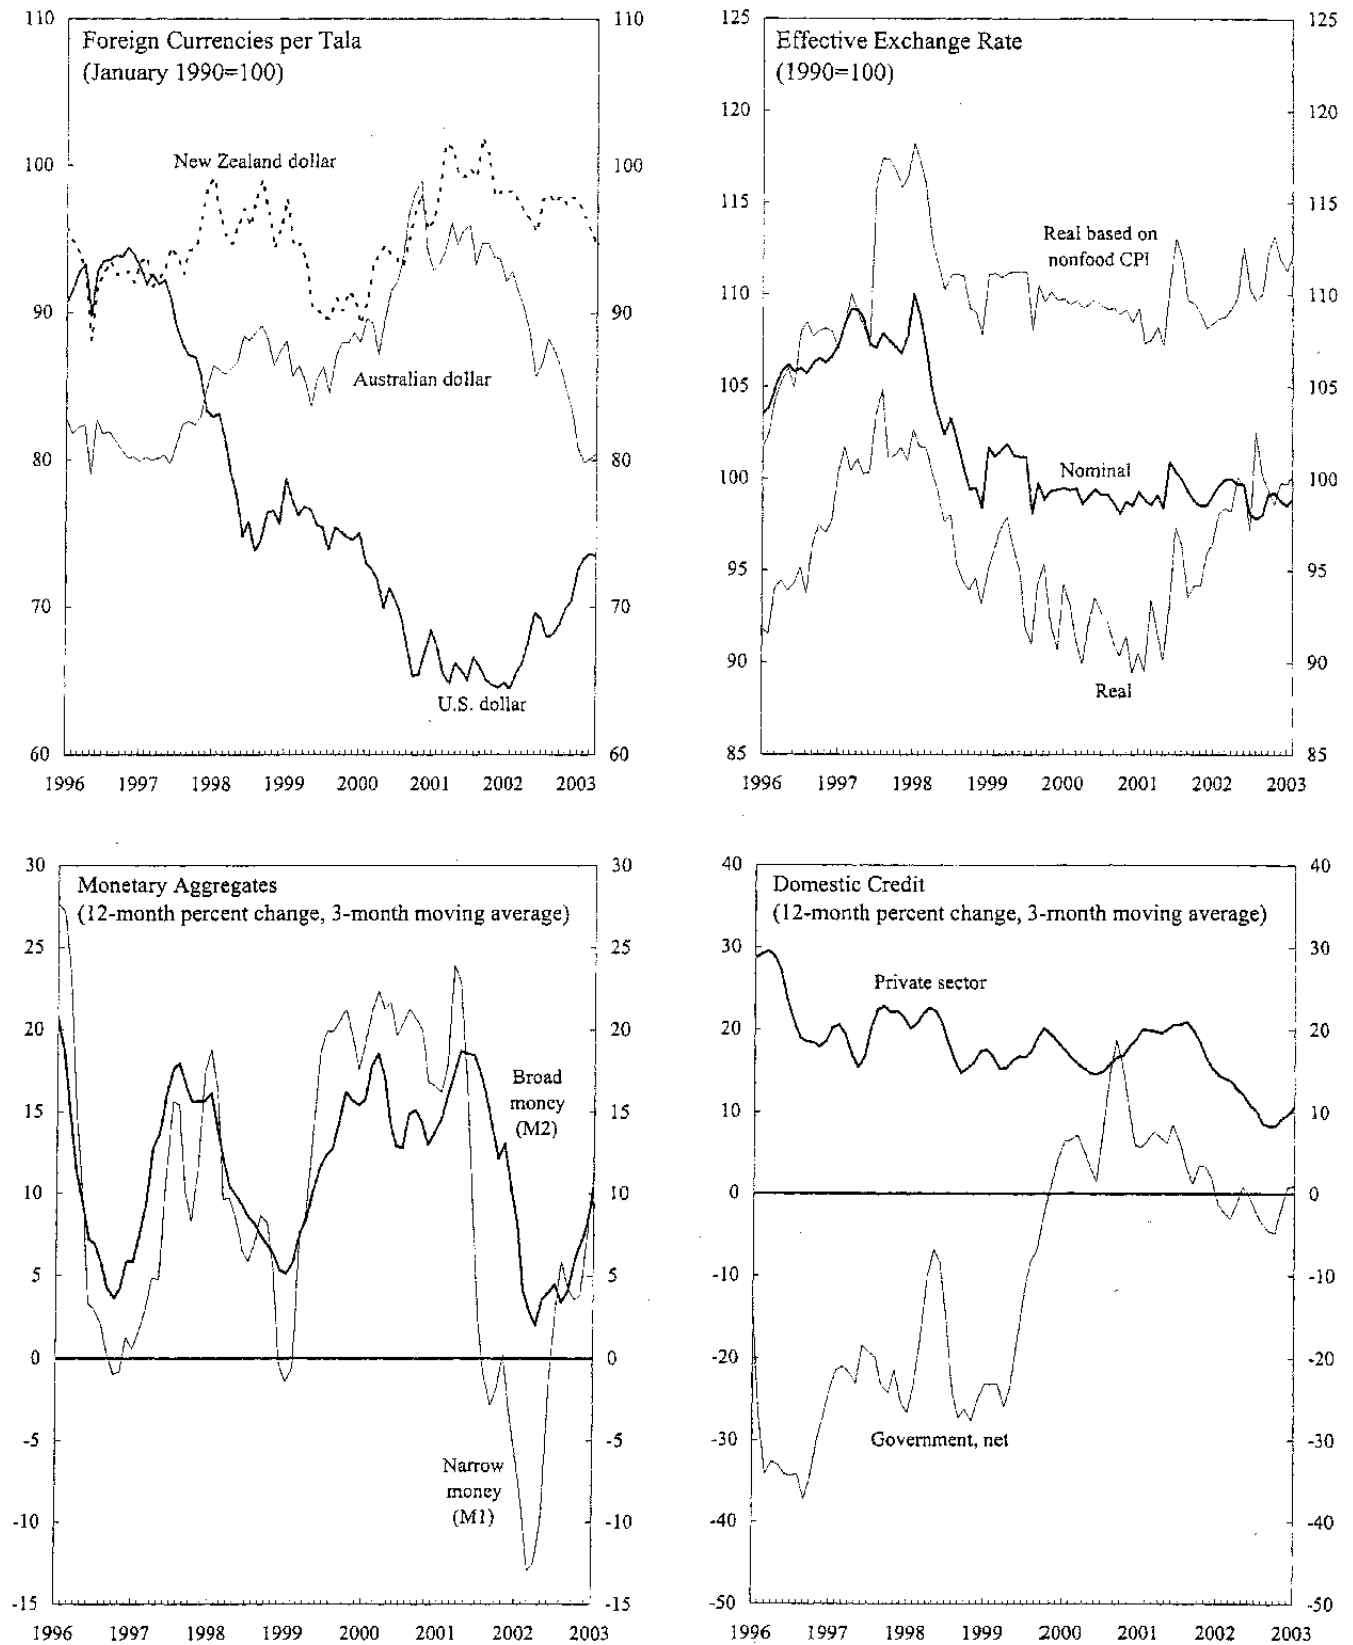 Foreign Currencies per Tala
(January 1990=100)
110
100
90
80
70
60
110
100
90
80
70
60
New Zealand dollar
Australian dollar
U.S. dollar
1996 1997 1998 1999 2000 2001 2002 2003
Effective Exchange Rate
(1990=100)
125
120
115
110
105
100
95
90
85
125
120
115
110
105
100
95
90
85
Real based on
nonfood CPI
Nominal
Real
1996 1997 1998 1999 2000 2001 2002 2003
Monetary Aggregates
(12-month percent change, 3-month moving average)
30
25
20
15
10
5
0
-5
-10
-15
30
25
20
15
10
5
0
-5
-10
-15
Broad
money
(M2)
Narrow
money
(M1)
1996 1997 1998 1999 2000 2001 2002 2003
Domestic Credit
(12-month percent change, 3-month moving average)
40
30
20
10
0
-10
-20
-30
-40
-50
40
30
20
10
0
-10
-20
-30
-40
-50
Private sector
Government, net
1996 1997 1998 1999 2000 2001 2002 2003